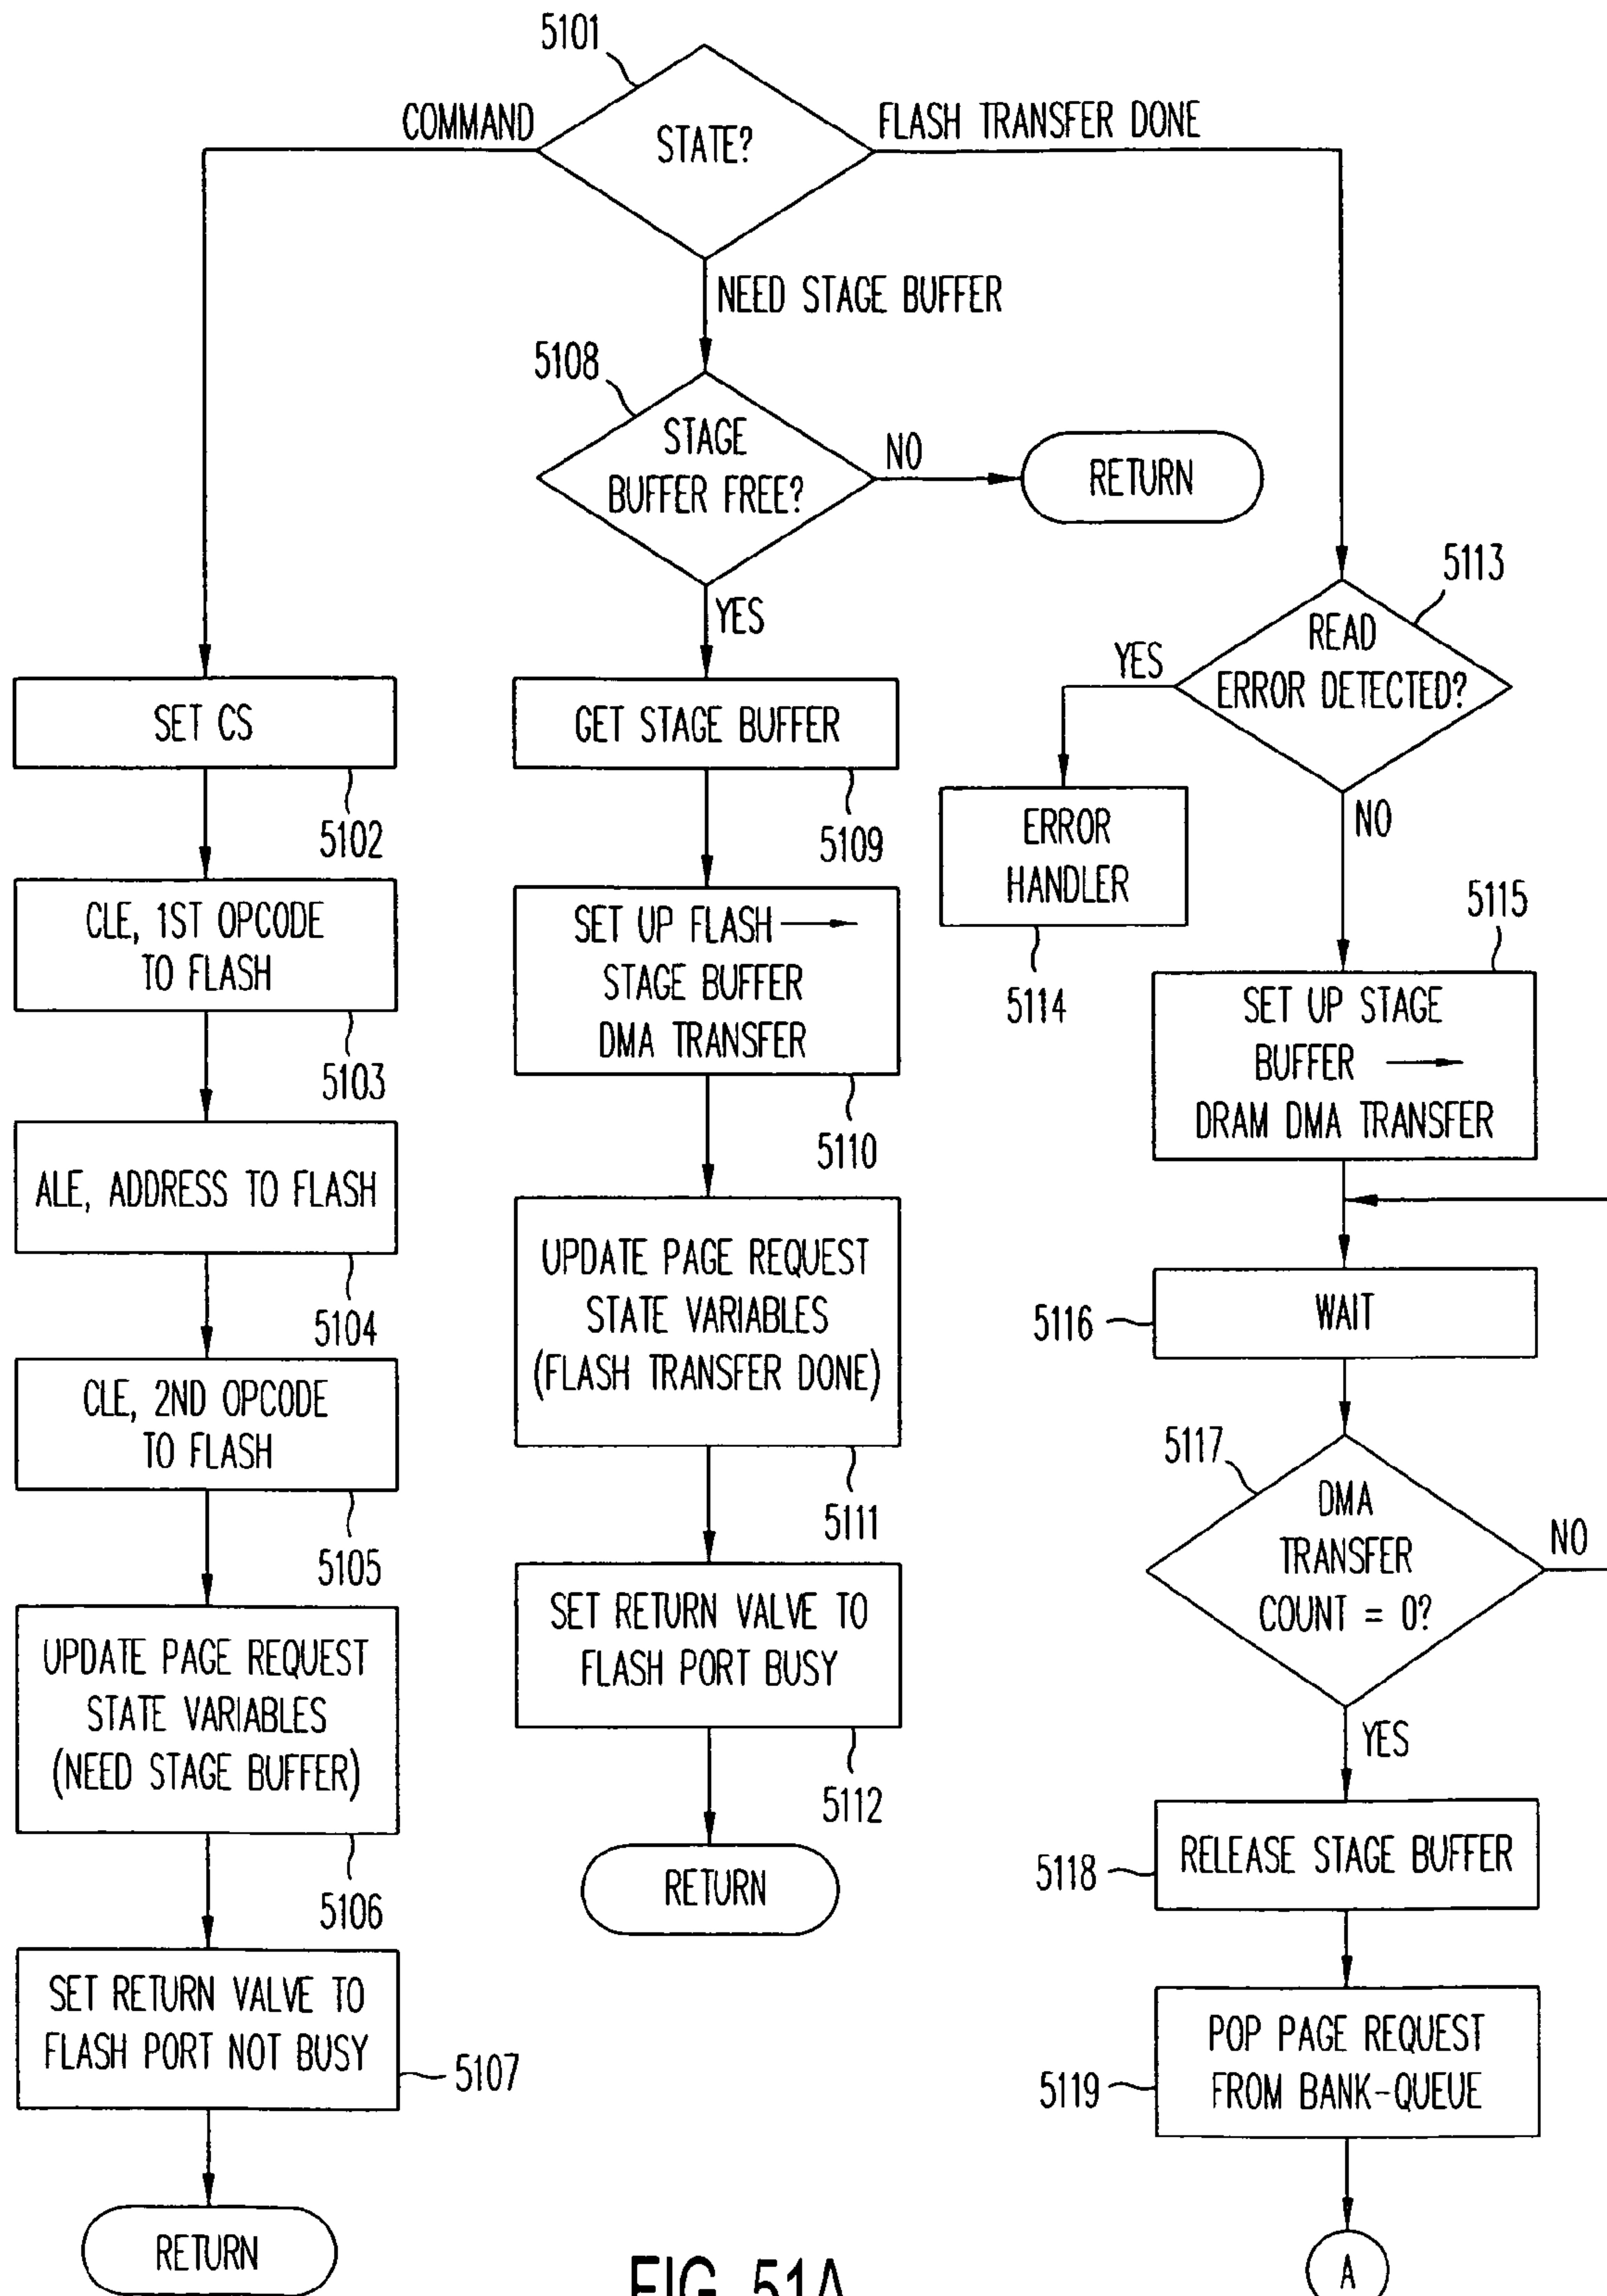 5101
COMMAND
STATE?
FLASH TRANSFER DONE
NEED STAGE BUFFER
5108
STAGE
BUFFER FREE?
NO
RETURN
YES
5113
READ
ERROR DETECTED?
YES
NO
SET CS
5102
CLE, 1ST OPCODE
TO FLASH
5103
ALE, ADDRESS TO FLASH
5104
CLE, 2ND OPCODE
TO FLASH
5105
UPDATE PAGE REQUEST
STATE VARIABLES
(NEED STAGE BUFFER)
5106
SET RETURN VALVE TO
FLASH PORT NOT BUSY
5107
RETURN
GET STAGE BUFFER
5109
SET UP FLASH →
STAGE BUFFER
DMA TRANSFER
5110
UPDATE PAGE REQUEST
STATE VARIABLES
(FLASH TRANSFER DONE)
5111
SET RETURN VALVE TO
FLASH PORT BUSY
5112
RETURN
ERROR
HANDLER
5114
5115
SET UP STAGE
BUFFER →
DRAM DMA TRANSFER
5116
WAIT
5117
DMA
TRANSFER
COUNT = 0?
NO
YES
5118
RELEASE STAGE BUFFER
5119
POP PAGE REQUEST
FROM BANK-QUEUE
A
FIG. 51A